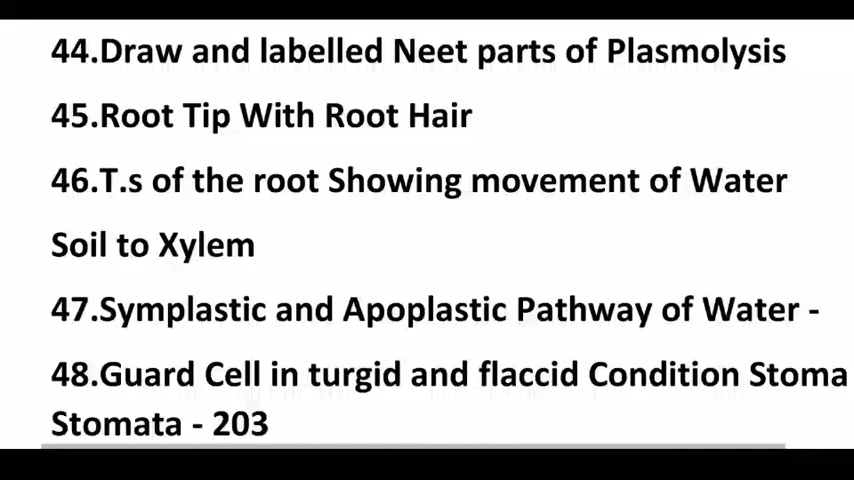 44.Draw and labelled Neet parts of Plasmolysis
45.Root Tip With Root Hair
46.T.s of the root Showing movement of Water
Soil to Xylem
47.Symplastic and Apoplastic Pathway of Water -
48.Guard Cell in turgid and flaccid Condition Stoma
Stomata - 203